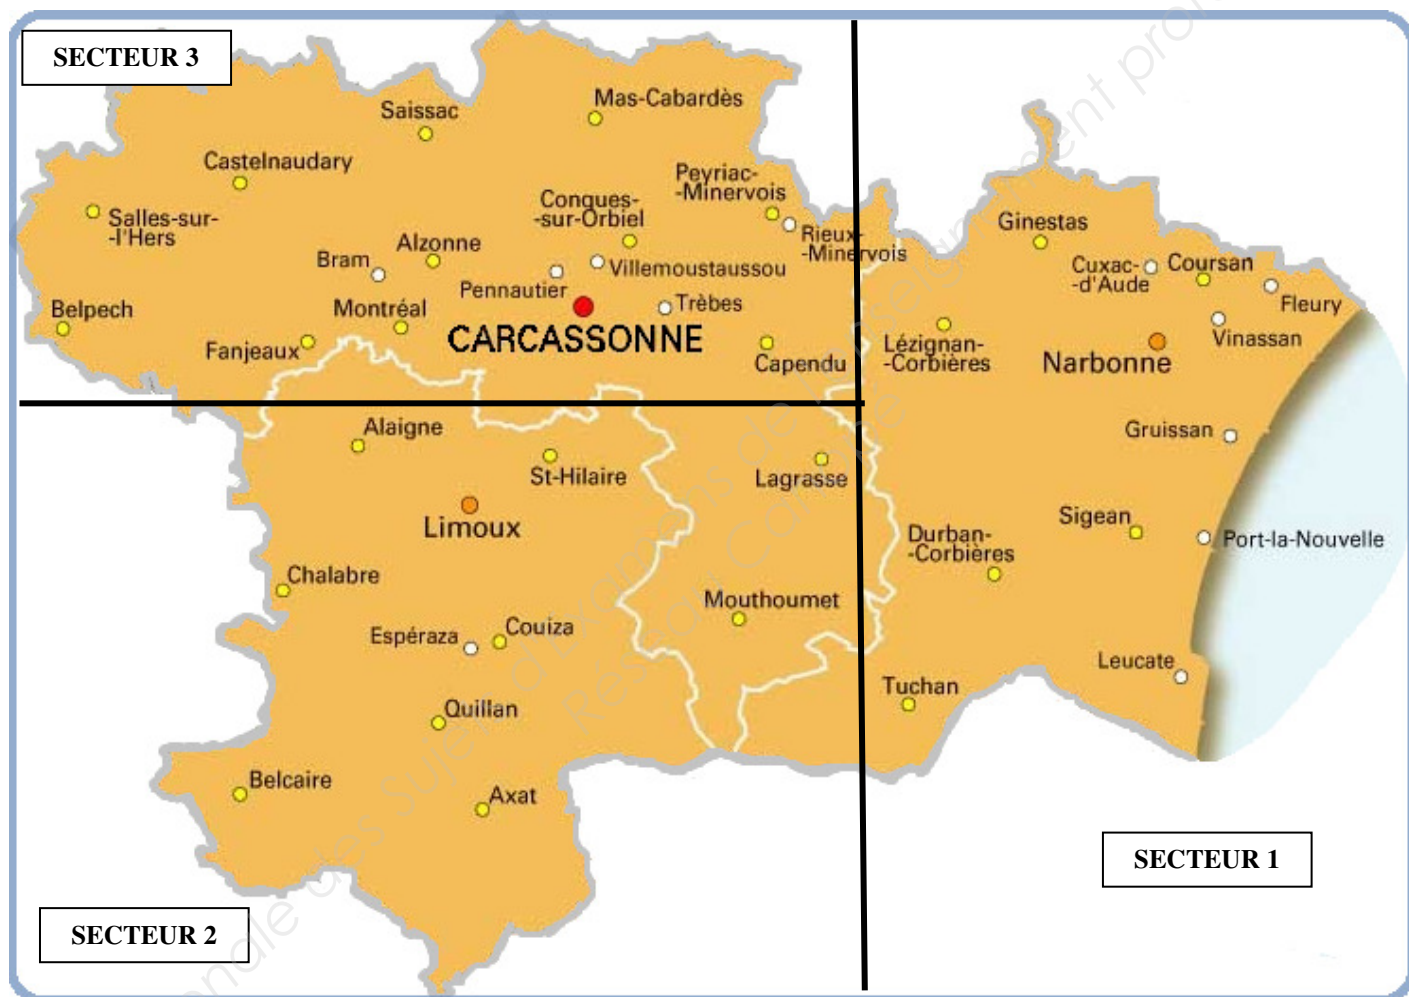 SECTEUR 3
Mas-Cabardès
Saissac
Castelnaudary
Peyriac-
-Minervois
Salles-sur-
-l'Hers
Conques-
-sur-Orbiel
Ginestas
Rieux-
-Minervois
Alzonne
Bram
Villemoustaussou
Cuxac-
-d'Aude
Coursan
Pennautier
Trèbes
Fleury
Belpech
Montréal
CARCASSONNE
Fanjeaux
Capendu
Lézignan-
-Corbières
Narbonne
Vinassan
Alaigne
Gruissan
St-Hilaire
Lagrasse
Limoux
Sigean
Durban-
-Corbières
Port-la-Nouvelle
Chalabre
Mouthoumet
Espéraza
Couiza
Leucate
Tuchan
Quillan
Belcaire
Axat
SECTEUR 1
SECTEUR 2